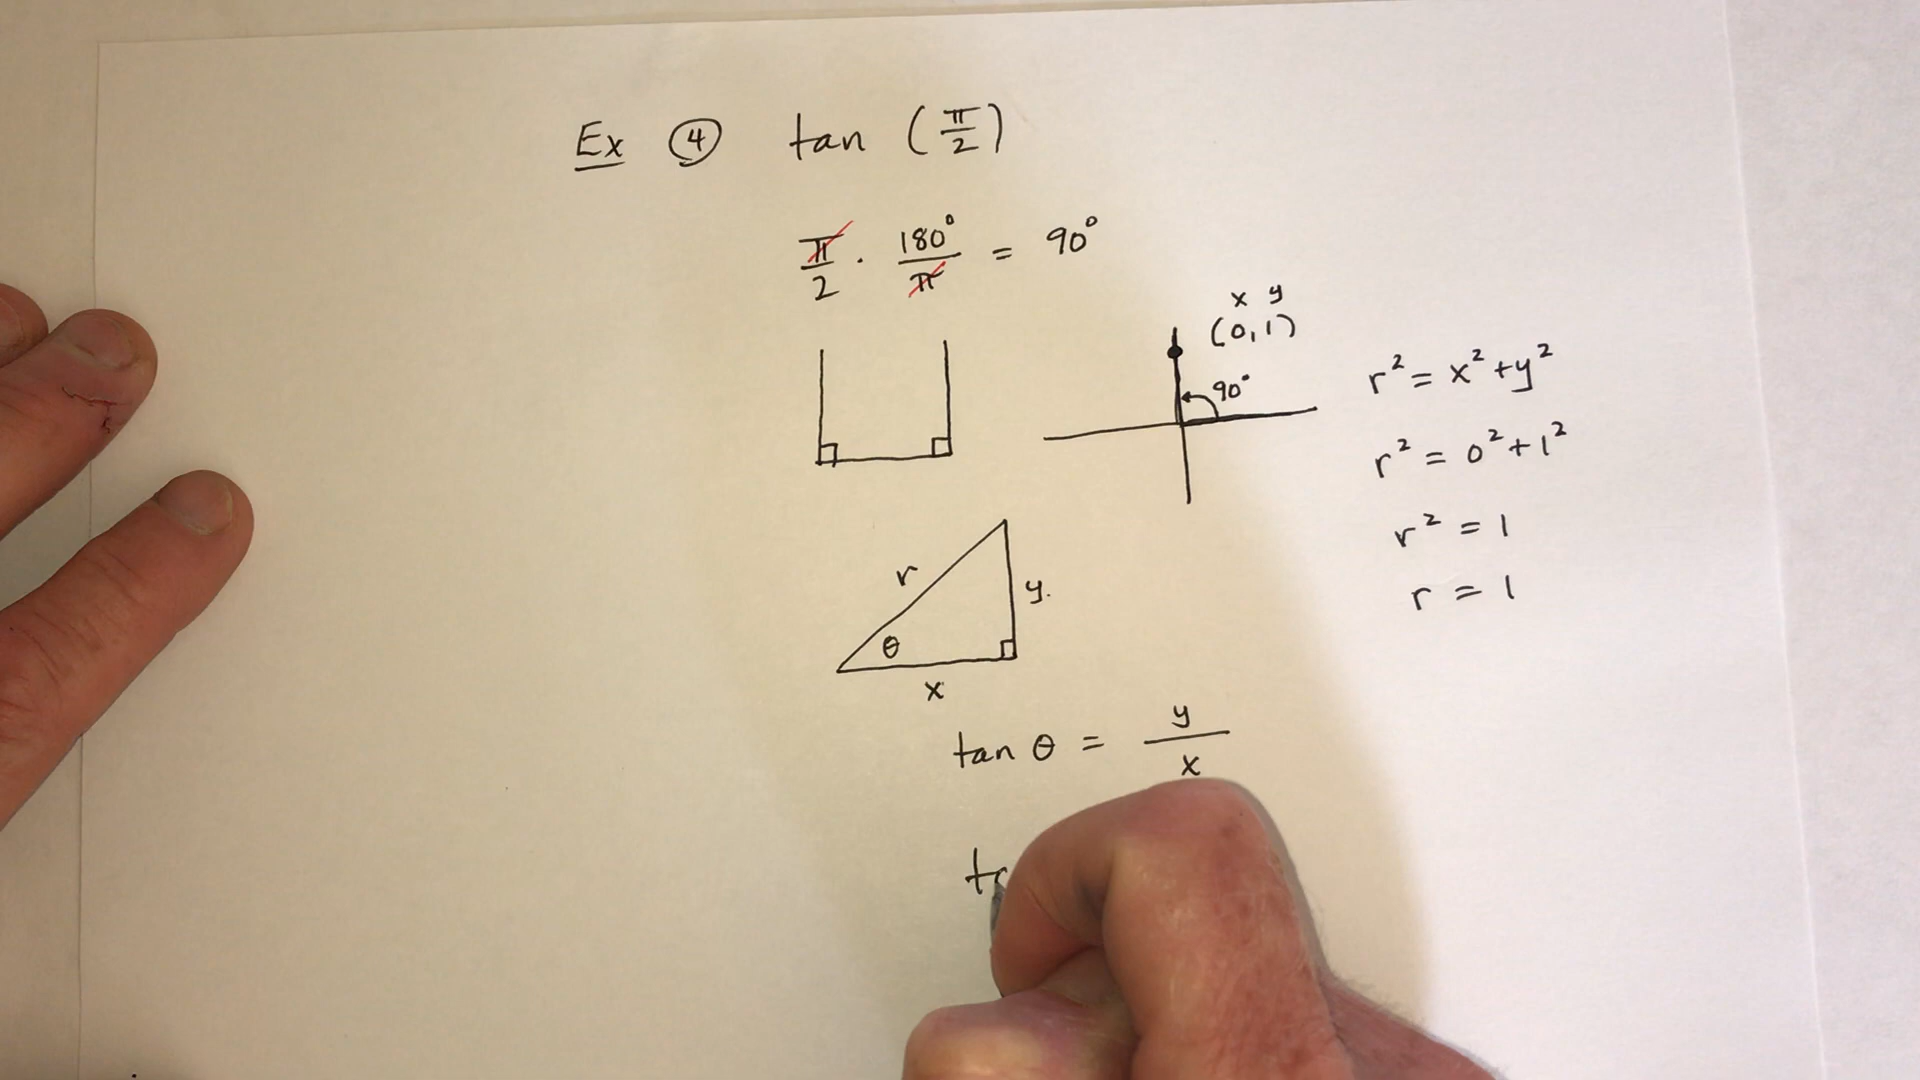 Ex ④ tan (π/2)
π/2 · 180°/π = 90°
x y
(0,1)
90°
r² = x² + y²
r² = 0² + 1²
r² = 1
r = 1
r
y
θ
x
tan θ = y/x